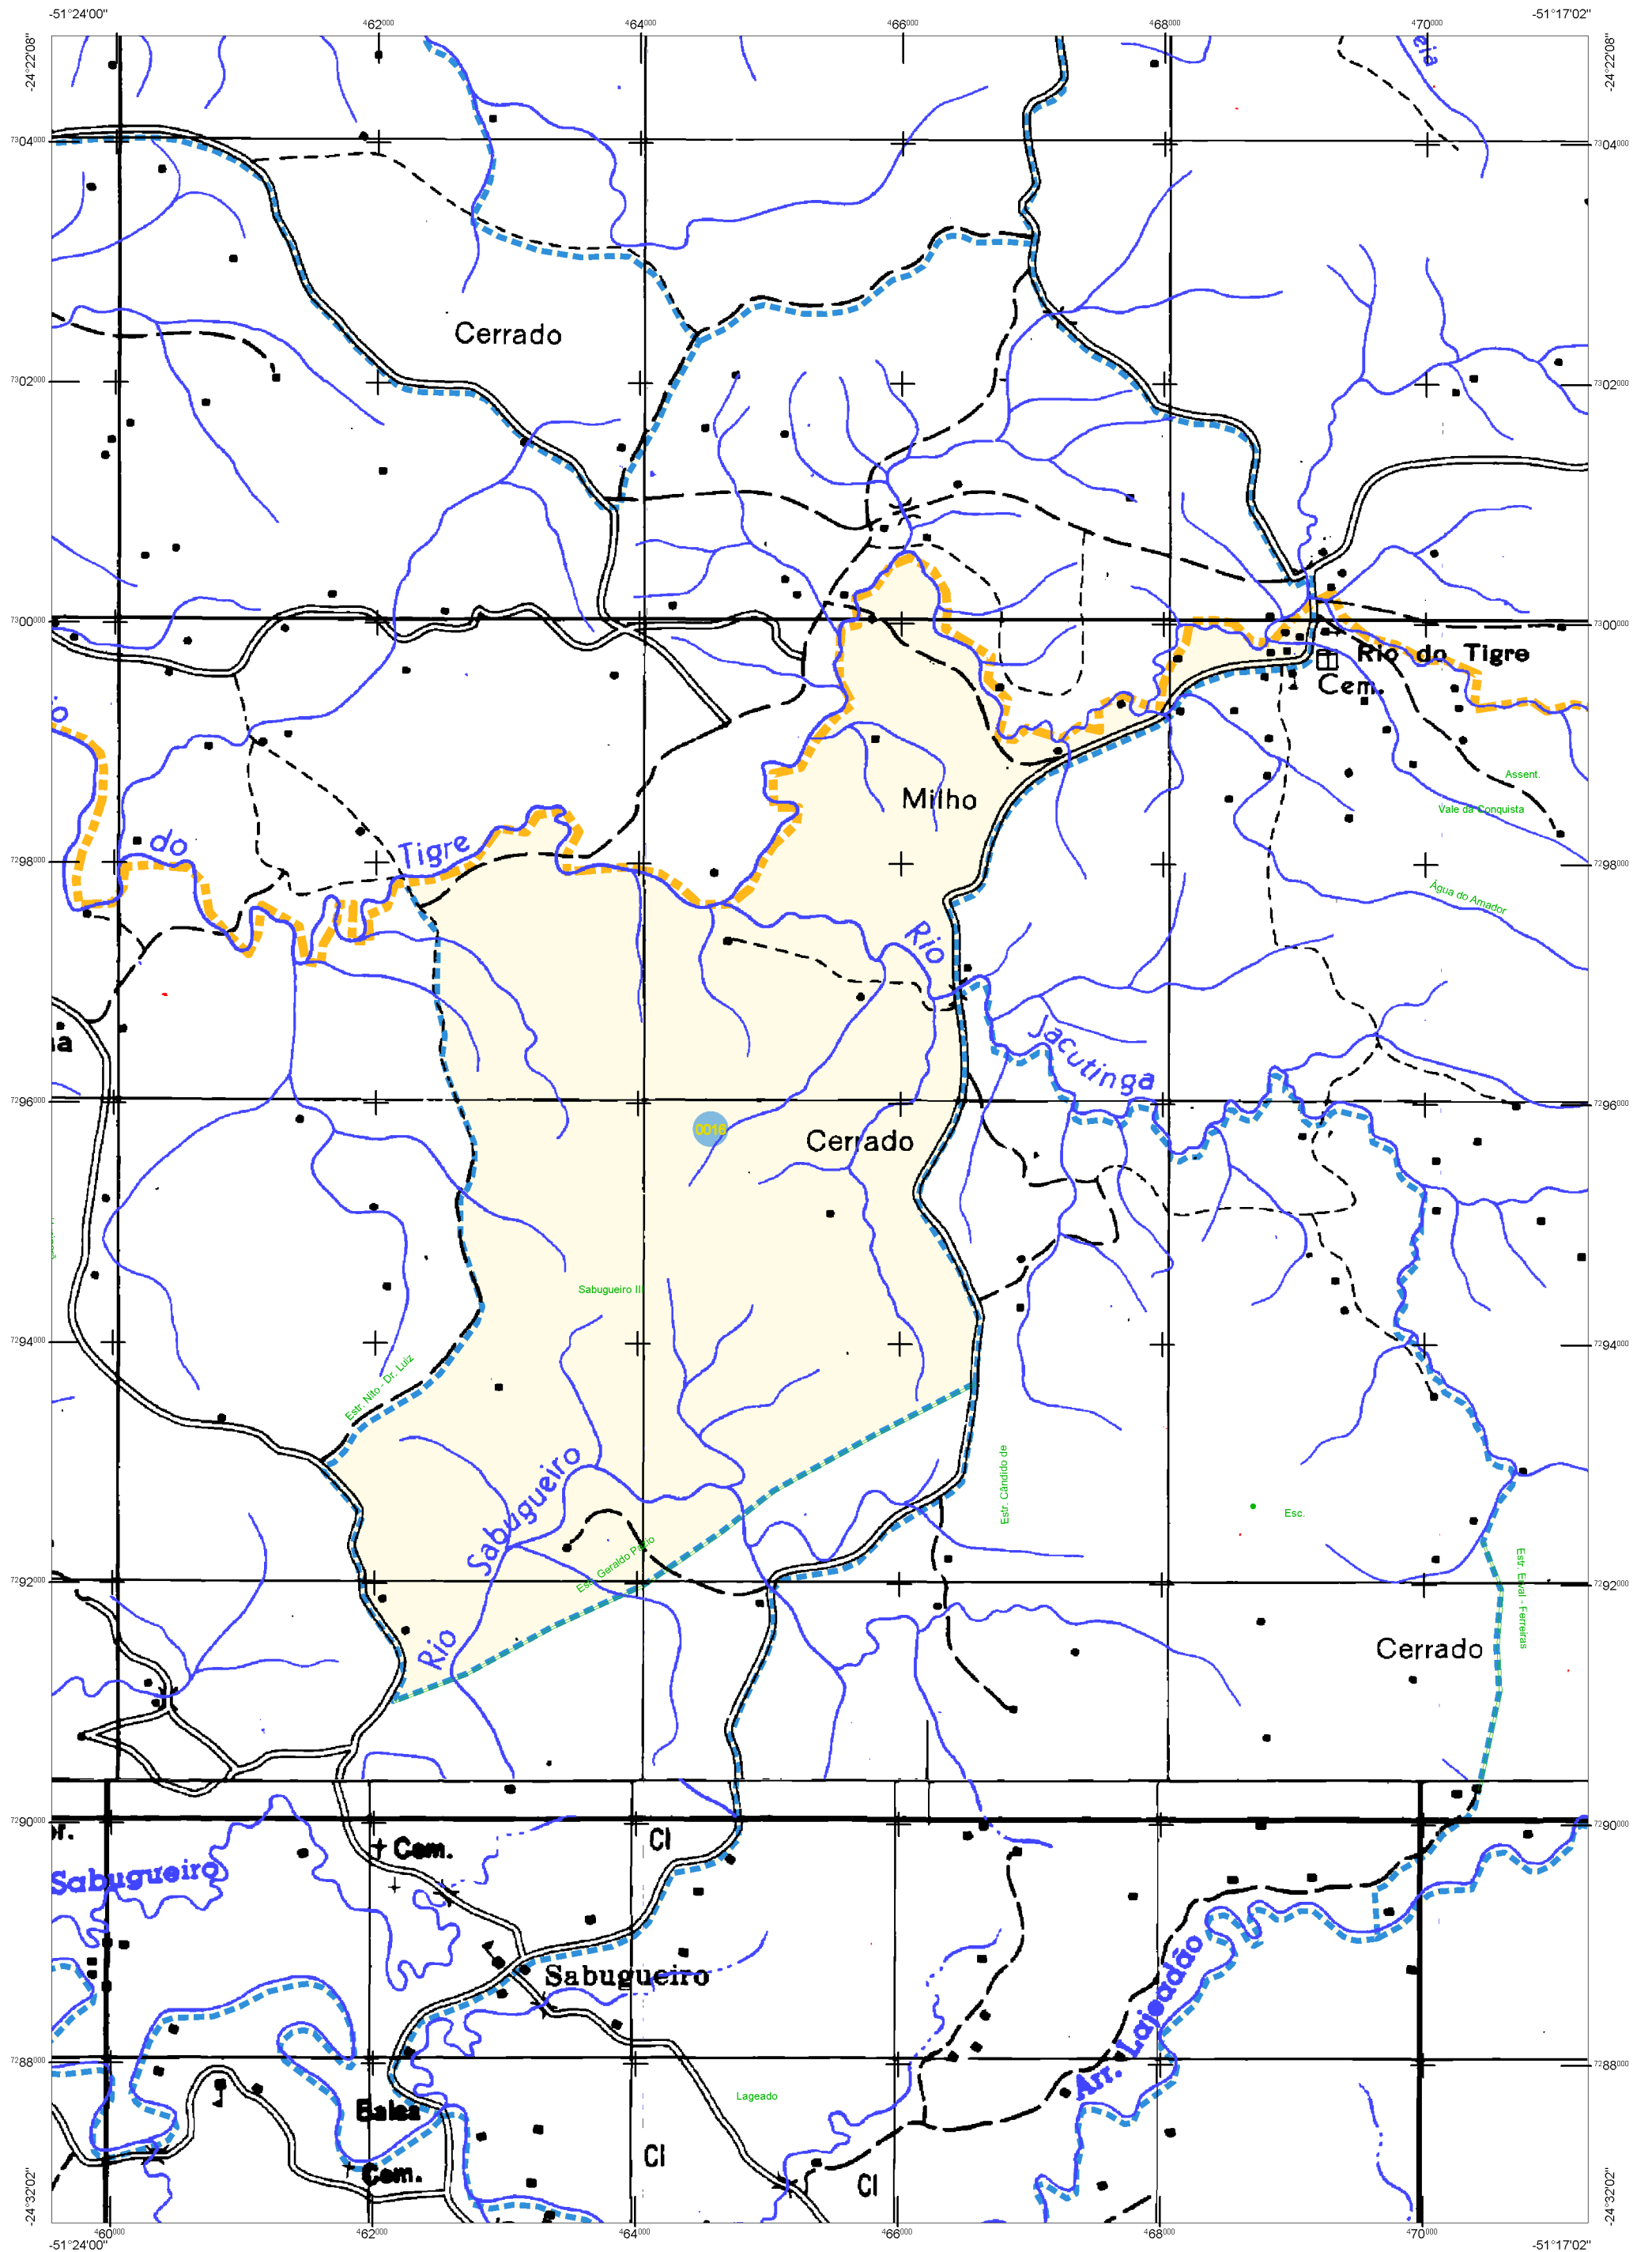 -51°24'00"
462000
464000
466000
468000
470000
-51°17'02"
-24°22'08"
-24°22'08"
7304000
7304000
Cerrado
7302000
7302000
7300000
7300000
Rio do Tigre
Cem.
Assent.
Milho
Vale da Conquista
do
Tigre
7298000
7298000
Água do Amador
Rio
Jacutinga
7296000
7296000
0016
Cerrado
Sabugueiro II
7294000
7294000
Estr. Nito - Dr. Luiz
Sabugueiro
Estr. Cândido de
Esc.
Estr. Geraldo Pazio
Estr. Erval - Ferreiras
7292000
7292000
Rio
Cerrado
7290000
7290000
Cem.
Cl
Sabugueiro
Arr. Lajeadão
Sabugueiro
7288000
7288000
Lageado
Balsa
Cl
Cem.
Cl
-24°32'02"
-24°32'02"
460000
462000
464000
466000
468000
470000
-51°24'00"
-51°17'02"